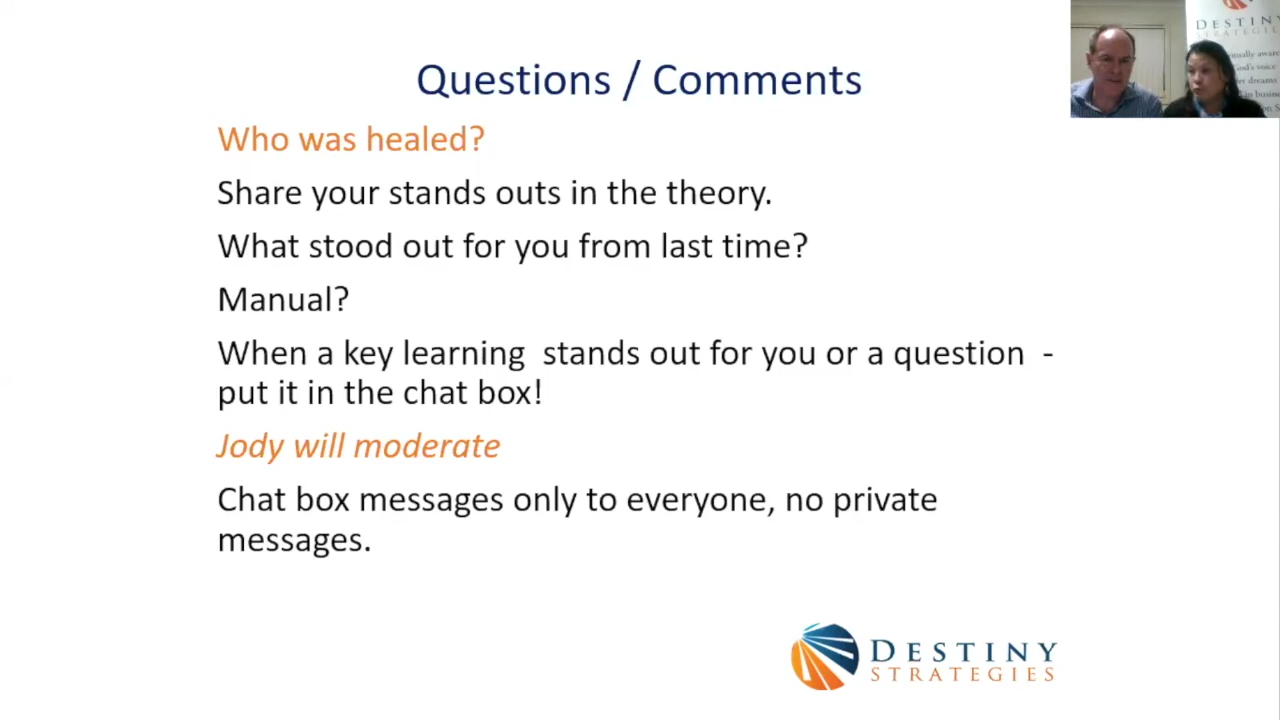 DESTINY
STRATEGIES
Questions / Comments
Who was healed?
Share your stands outs in the theory.
What stood out for you from last time?
Manual?
When a key learning stands out for you or a question -
put it in the chat box!
Jody will moderate
Chat box messages only to everyone, no private
messages.
DESTINY
STRATEGIES